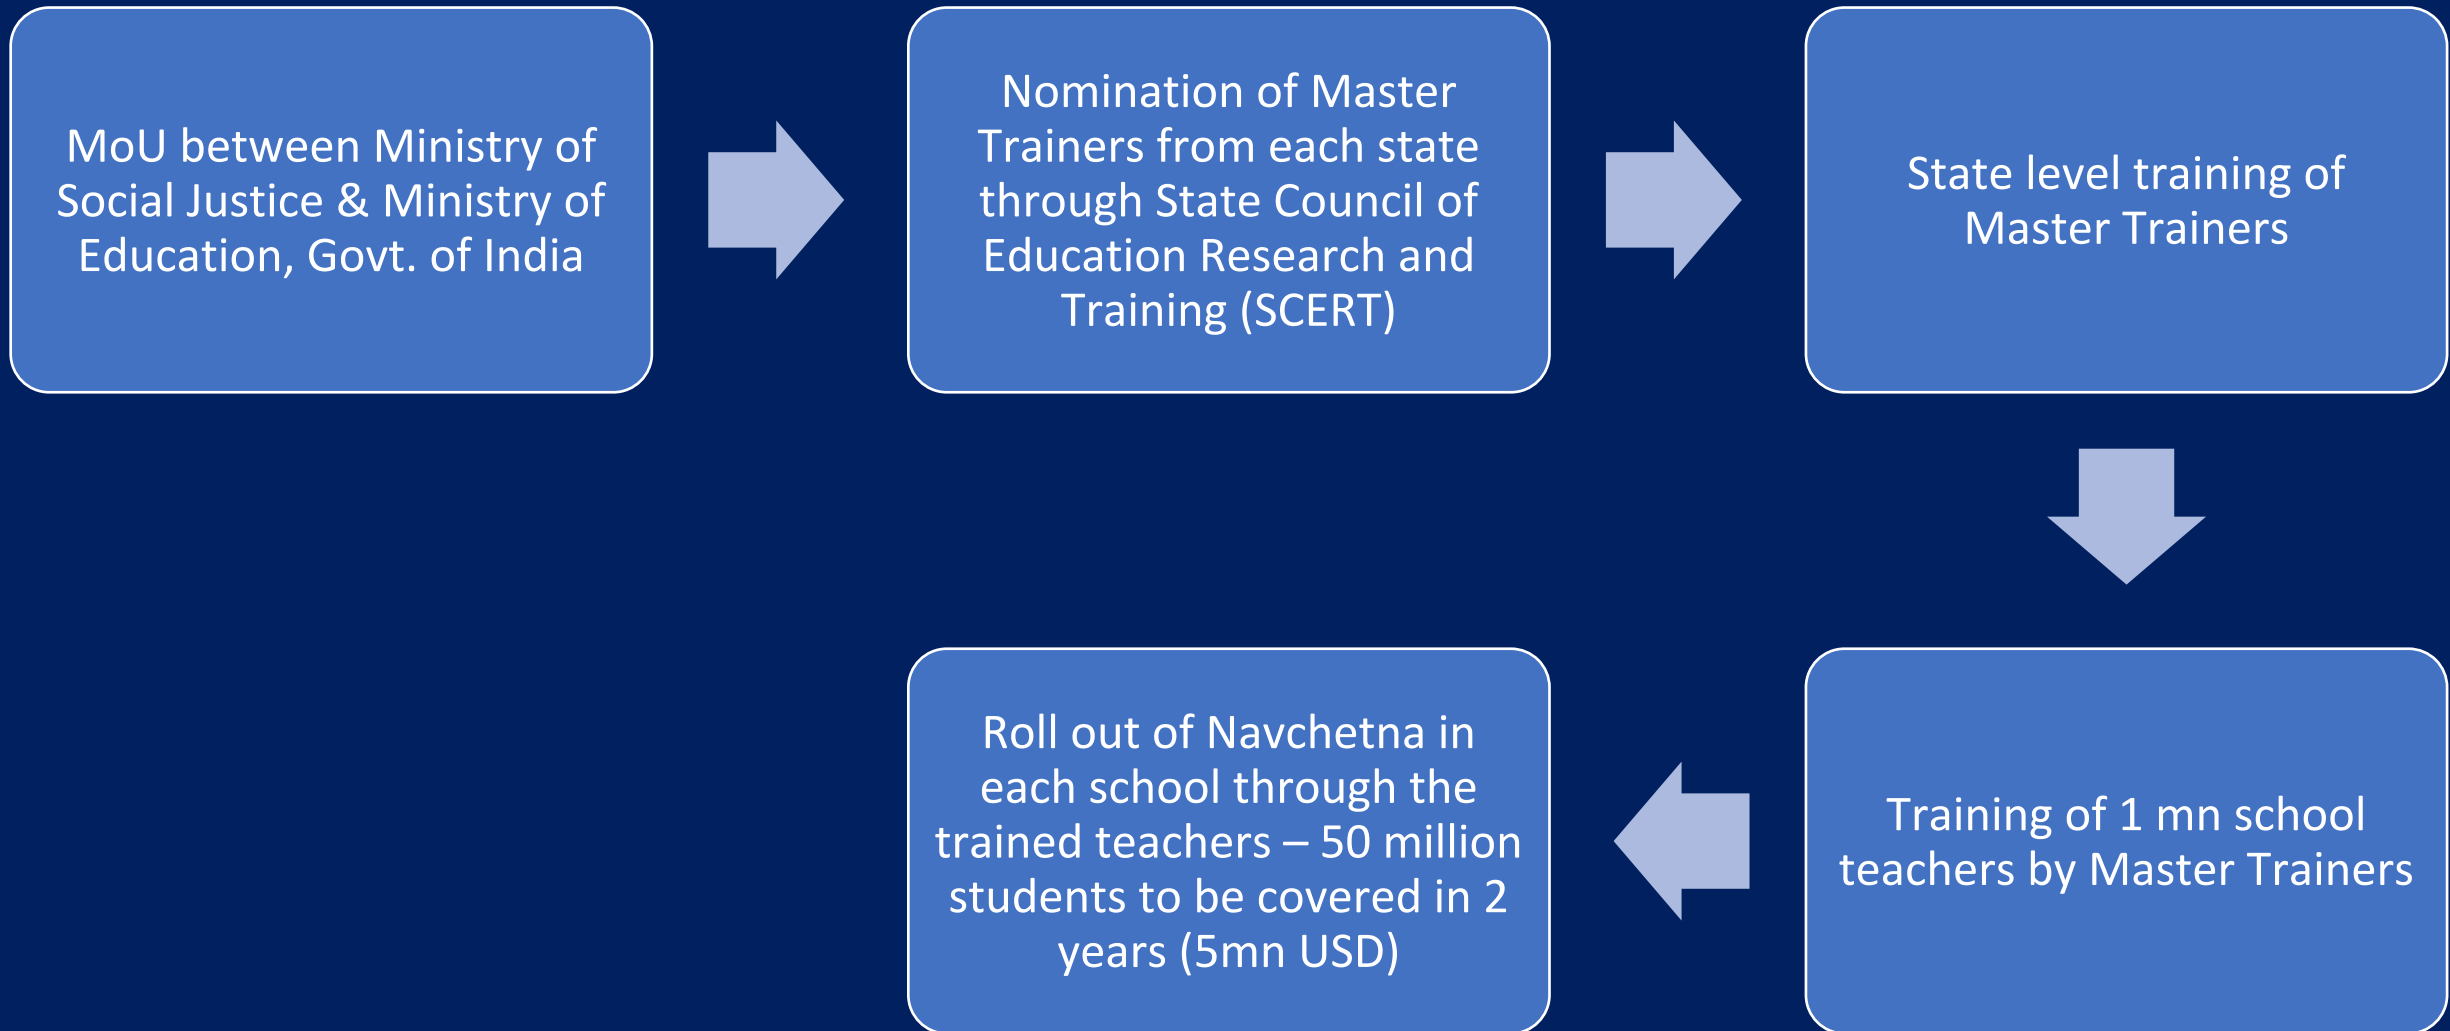 MoU between Ministry of
Social Justice & Ministry of
Education, Govt. of India
Nomination of Master
Trainers from each state
through State Council of
Education Research and
Training (SCERT)
State level training of
Master Trainers
Training of 1 mn school
teachers by Master Trainers
Roll out of Navchetna in
each school through the
trained teachers – 50 million
students to be covered in 2
years (5mn USD)